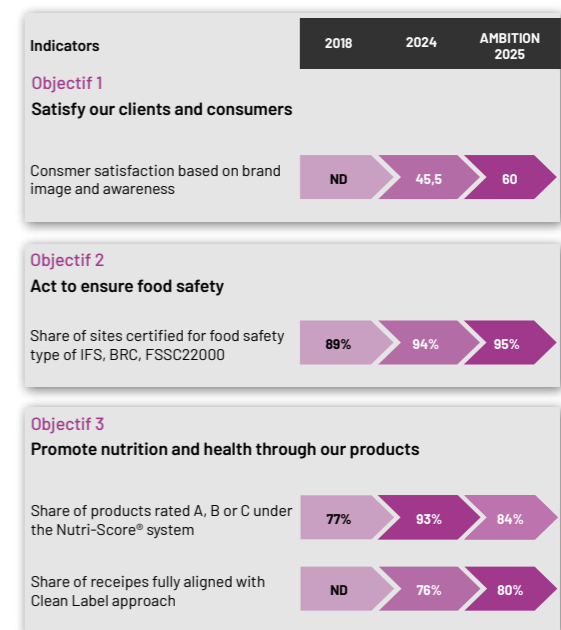 Indicators 2018 2024 AMBITION
2025
Objectif 1
Satisfy our clients and consumers
Consmer satisfaction based on brand
image and awareness
ND 45,5 60
Objectif 2
Act to ensure food safety
Share of sites certified for food safety
type of IFS, BRC, FSSC22000
89% 94% 95%
Objectif 3
Promote nutrition and health through our products
Share of products rated A, B or C under
the Nutri-Score® system
77% 93% 84%
Share of receipes fully aligned with
Clean Label approach
ND 76% 80%